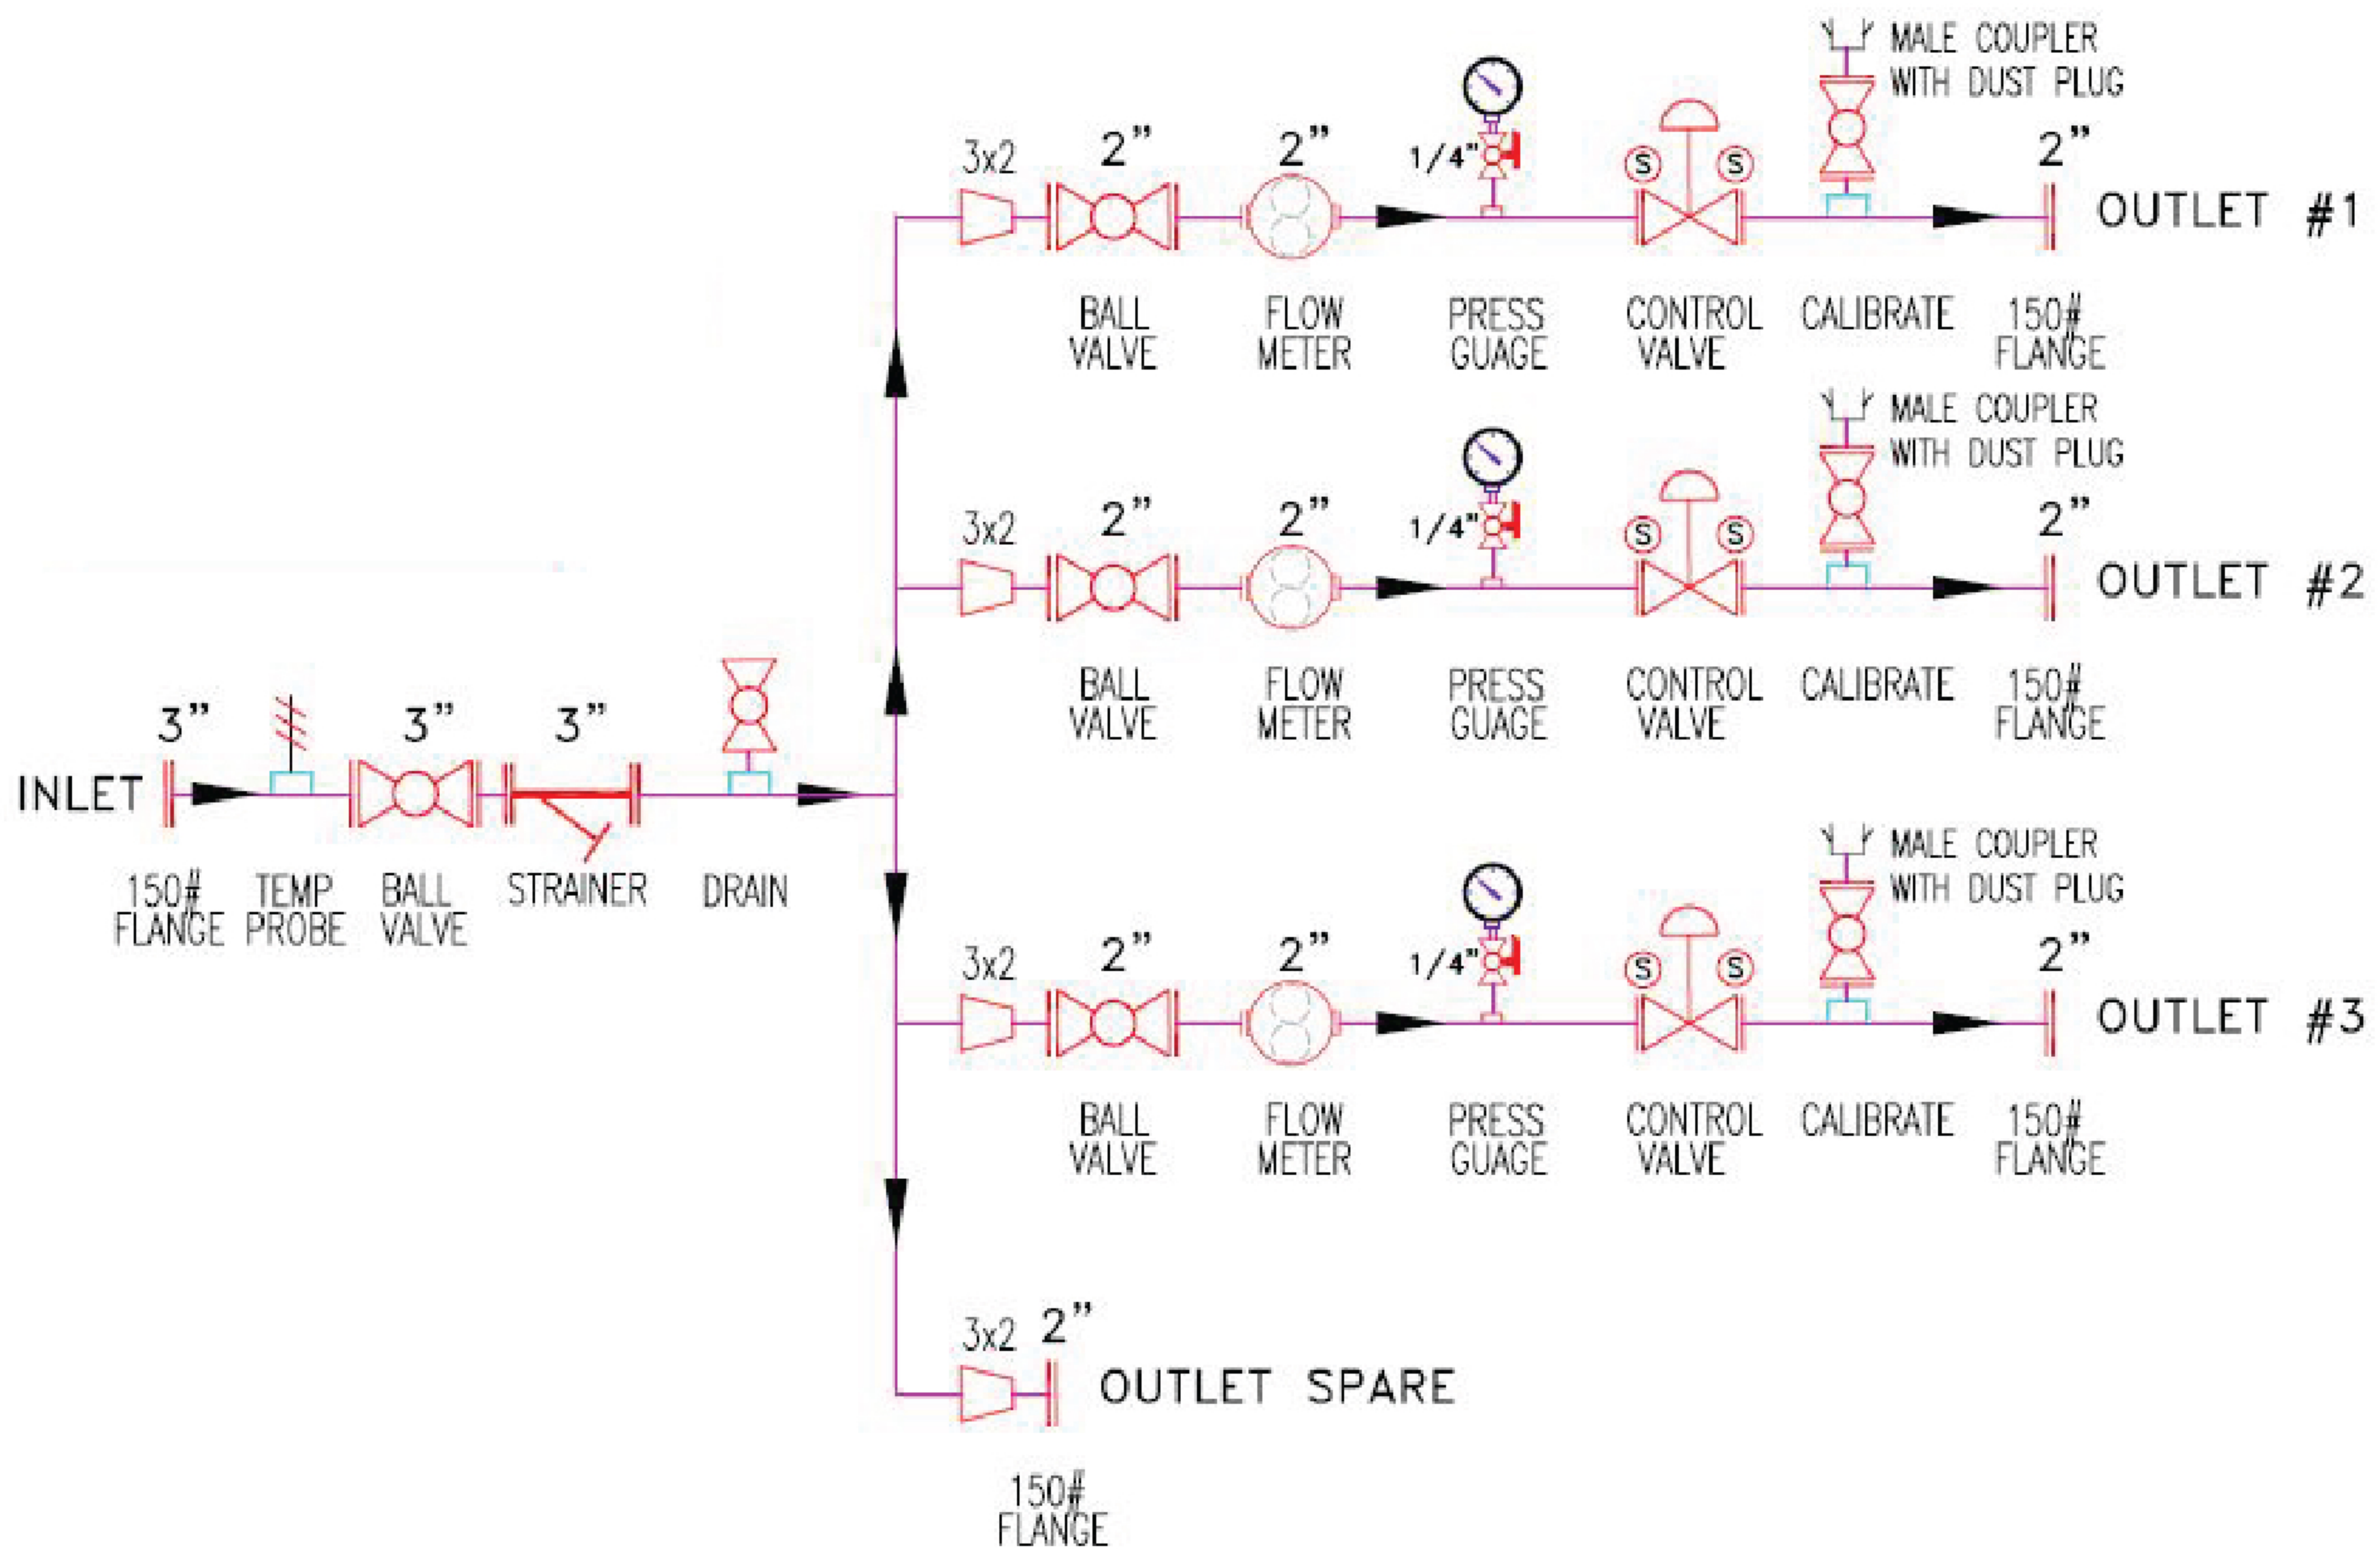 MALE COUPLER
WITH DUST PLUG
3x2
2”
2”
1/4"
S
S
2”
OUTLET #1
BALL
VALVE
FLOW
METER
PRESS
GUAGE
CONTROL
VALVE
CALIBRATE
150#
FLANGE
MALE COUPLER
WITH DUST PLUG
3x2
2”
2”
1/4"
S
S
2”
OUTLET #2
BALL
VALVE
FLOW
METER
PRESS
GUAGE
CONTROL
VALVE
CALIBRATE
150#
FLANGE
3”
3”
3”
INLET
150#
FLANGE
TEMP
PROBE
BALL
VALVE
STRAINER
DRAIN
MALE COUPLER
WITH DUST PLUG
3x2
2”
2”
1/4"
S
S
2”
OUTLET #3
BALL
VALVE
FLOW
METER
PRESS
GUAGE
CONTROL
VALVE
CALIBRATE
150#
FLANGE
3x2
2”
OUTLET SPARE
150#
FLANGE